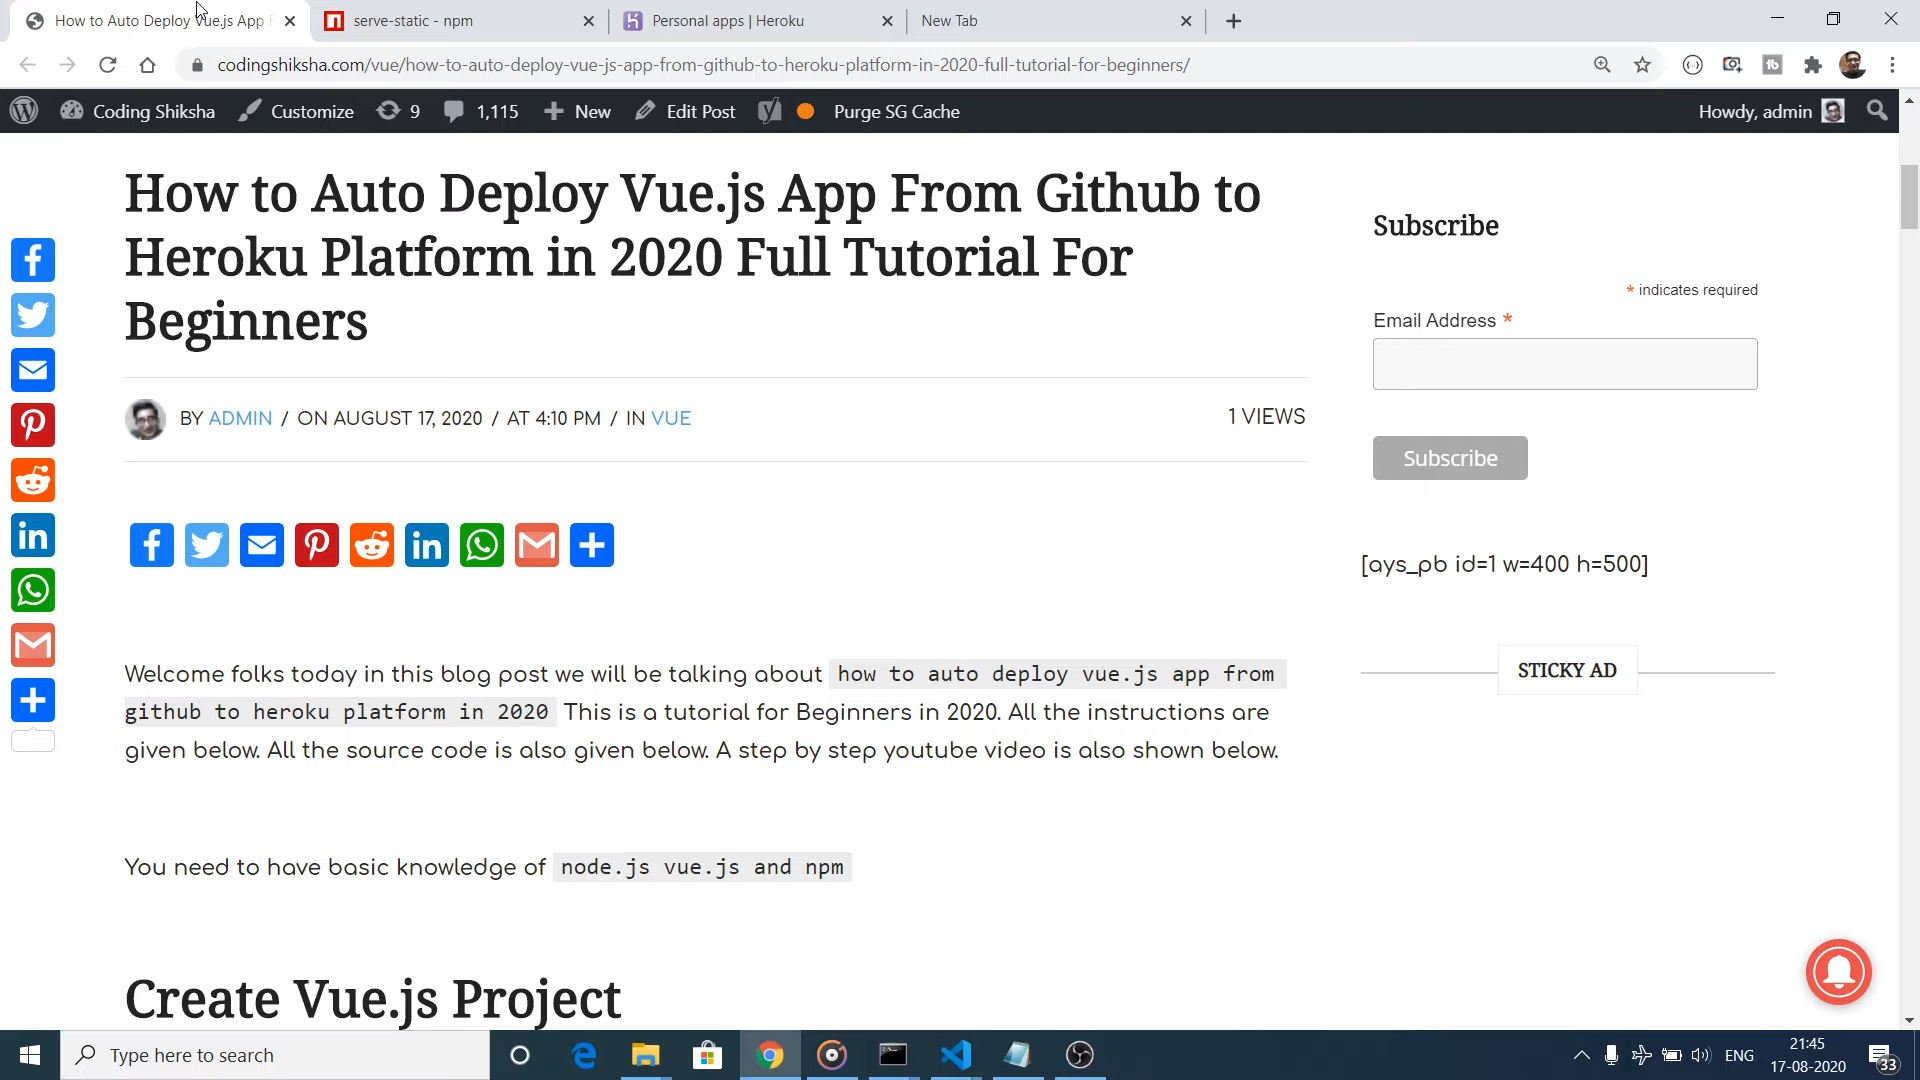 How to Auto Deploy Vue.js App F
serve-static - npm
Personal apps | Heroku
New Tab
codingshiksha.com/vue/how-to-auto-deploy-vue-js-app-from-github-to-heroku-platform-in-2020-full-tutorial-for-beginners/
Coding Shiksha
Customize
9
1,115
New
Edit Post
Purge SG Cache
Howdy, admin
How to Auto Deploy Vue.js App From Github to
Heroku Platform in 2020 Full Tutorial For
Beginners
BY ADMIN / ON AUGUST 17, 2020 / AT 4:10 PM / IN VUE
1 VIEWS
Subscribe
* indicates required
Email Address *
Subscribe
[ays_pb id=1 w=400 h=500]
STICKY AD
Welcome folks today in this blog post we will be talking about how to auto deploy vue.js app from
github to heroku platform in 2020 This is a tutorial for Beginners in 2020. All the instructions are
given below. All the source code is also given below. A step by step youtube video is also shown below.
You need to have basic knowledge of node.js vue.js and npm
Create Vue.js Project
Type here to search
ENG
21:45
17-08-2020
33